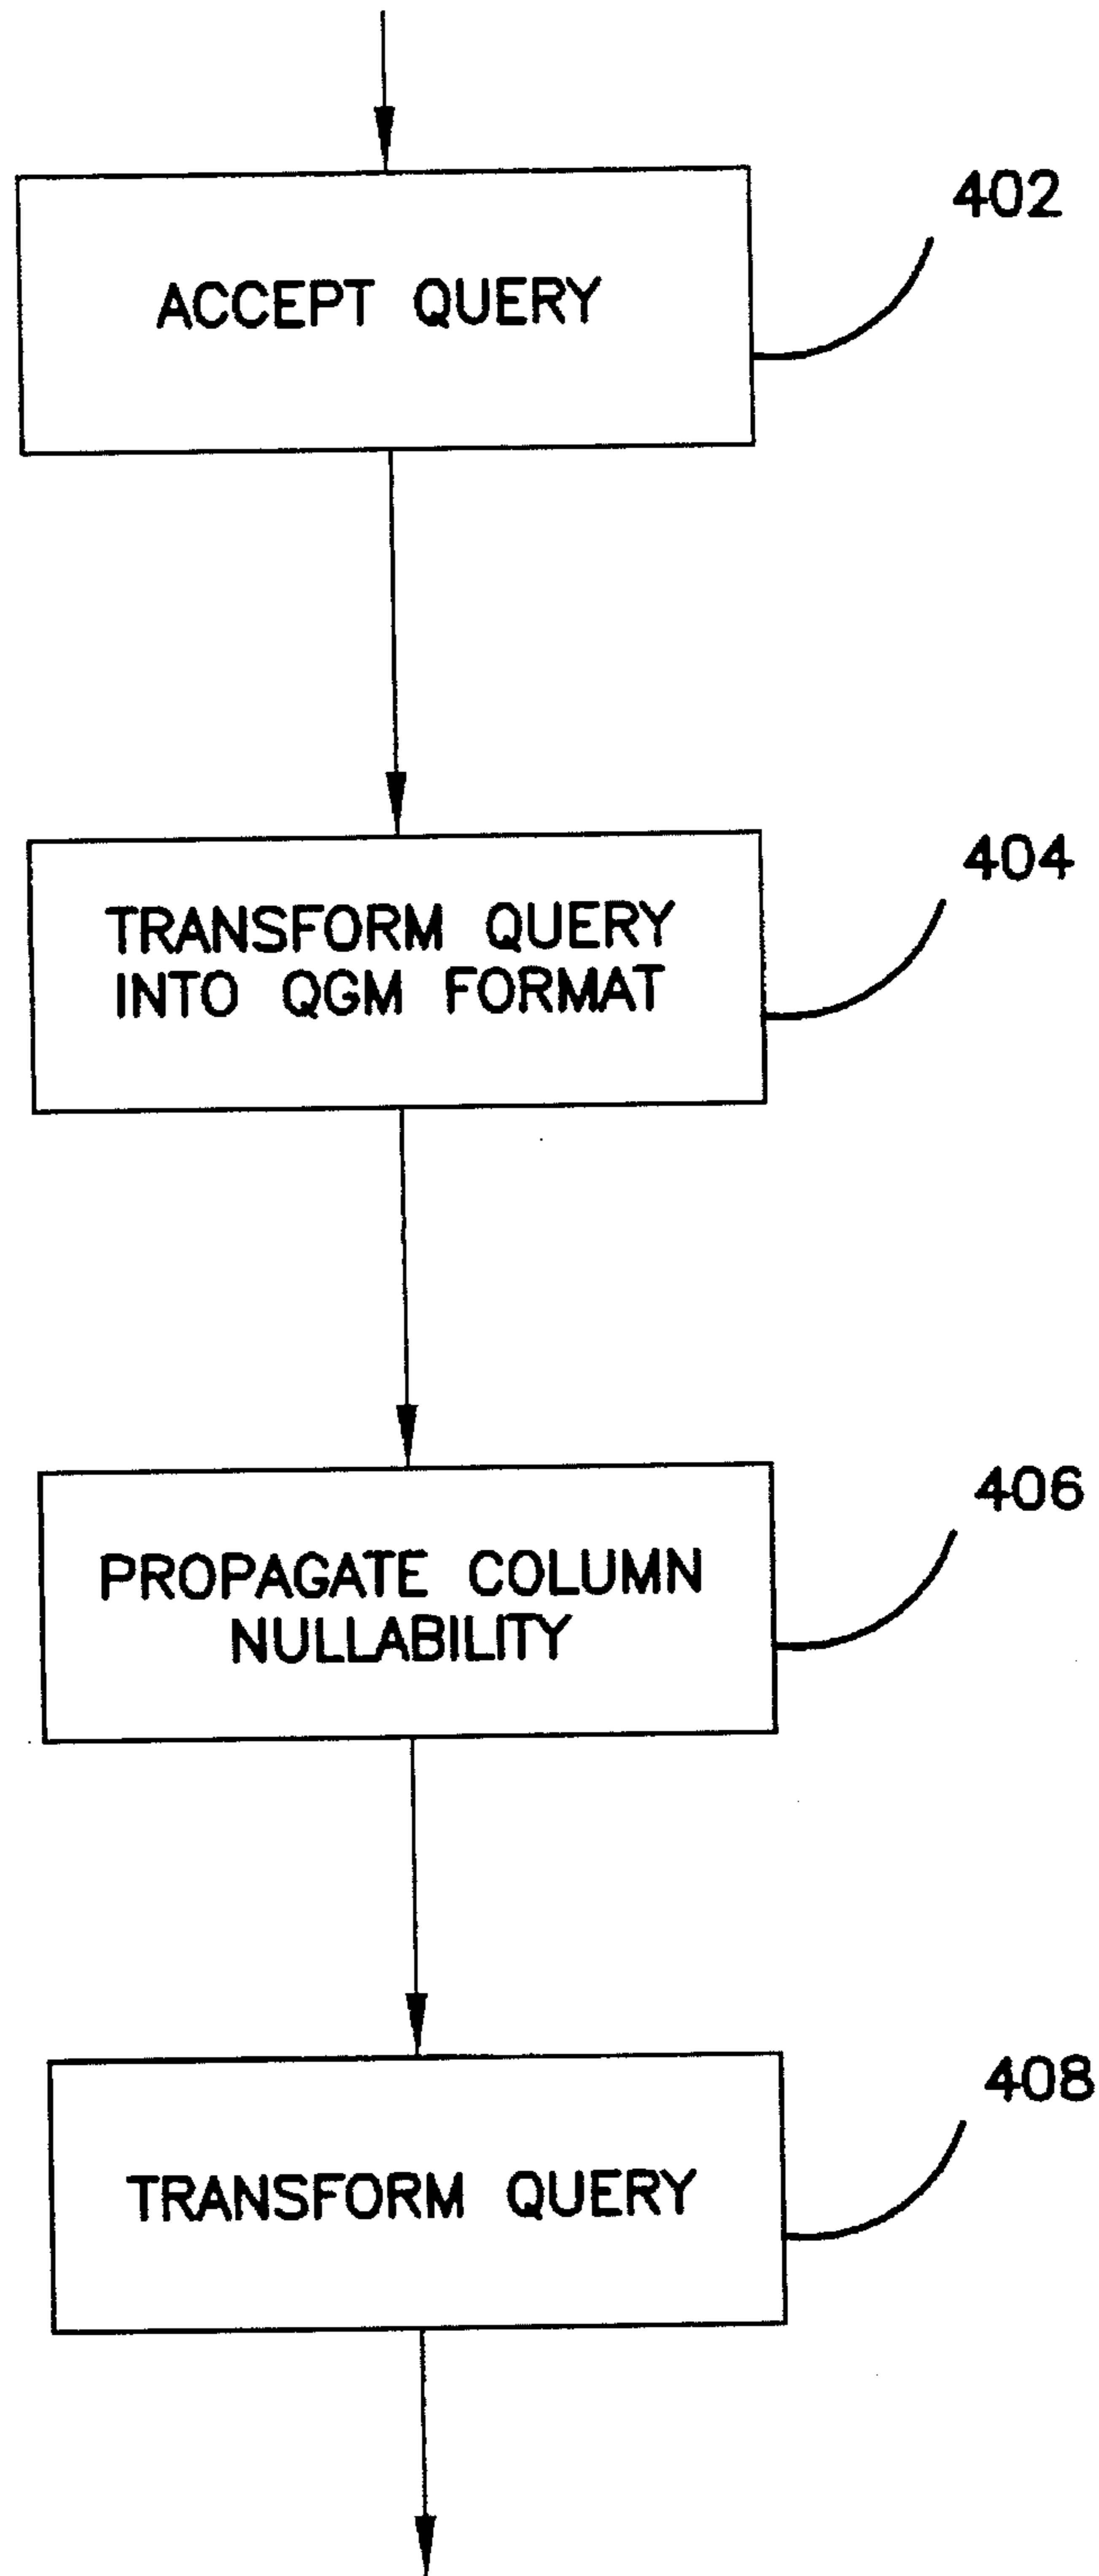 402
ACCEPT QUERY
404
TRANSFORM QUERY
INTO QGM FORMAT
406
PROPAGATE COLUMN
NULLABILITY
408
TRANSFORM QUERY